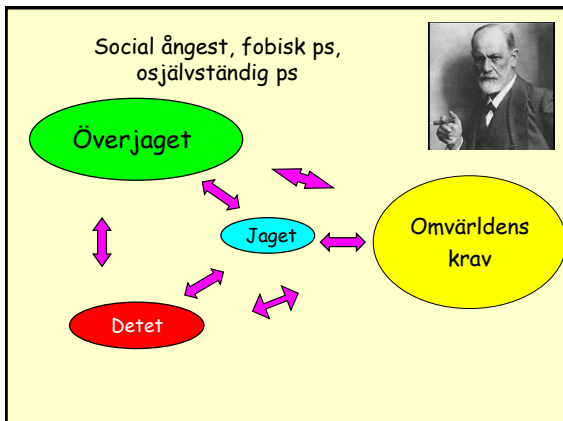 Social ångest, fobisk ps,
osjälvständig ps
Överjaget
Jaget
Omvärldens
krav
Detet